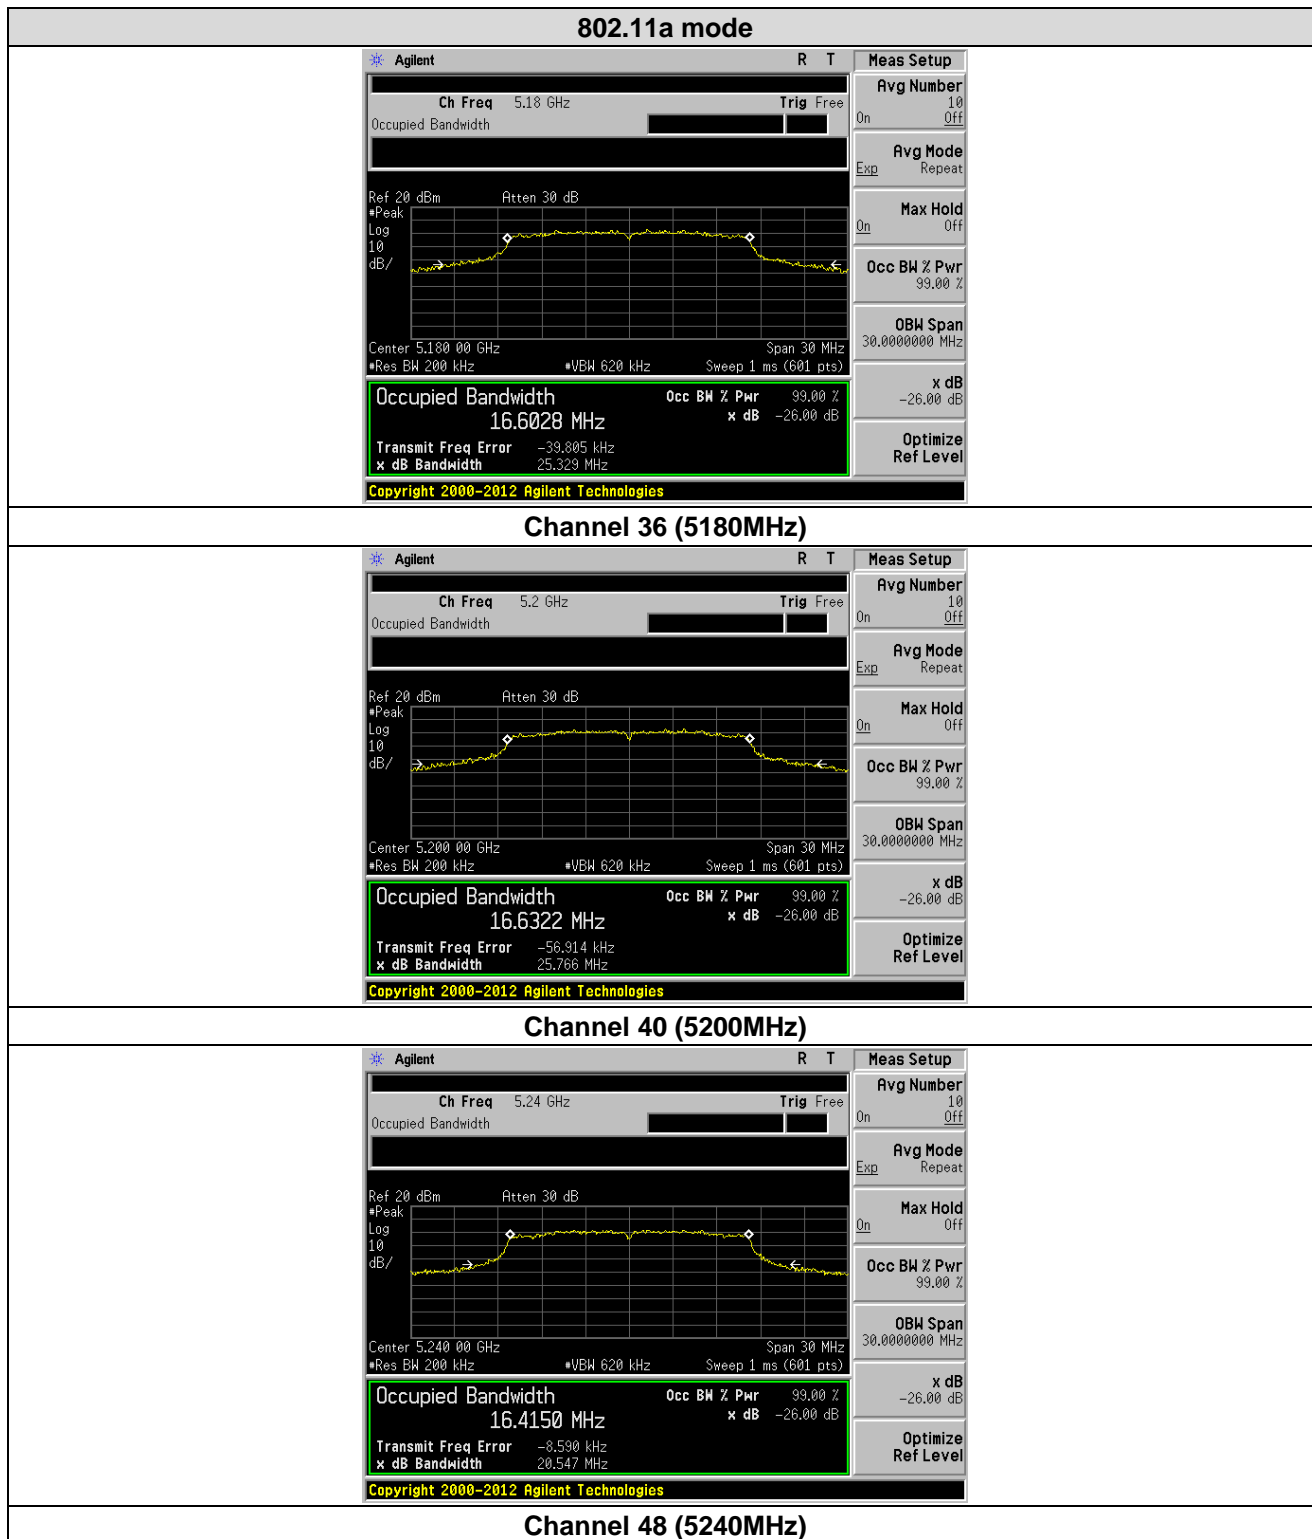 802.11a mode
Agilent R T Meas Setup
Ch Freq 5.18 GHz Trig Free
Occupied Bandwidth
Avg Number
10
On Off
Avg Mode
Exp Repeat
Ref 20 dBm Atten 30 dB
#Peak
Log
10
dB/
Max Hold
On Off
Occ BW % Pwr
99.00 %
OBW Span
30.0000000 MHz
Center 5.180 00 GHz Span 30 MHz
#Res BW 200 kHz #VBW 620 kHz Sweep 1 ms (601 pts)
Occupied Bandwidth Occ BW % Pwr 99.00 %
16.6028 MHz x dB -26.00 dB
Transmit Freq Error -39.805 kHz
x dB Bandwidth 25.329 MHz
x dB
-26.00 dB
Optimize
Ref Level
Copyright 2000-2012 Agilent Technologies
Channel 36 (5180MHz)
Agilent R T Meas Setup
Ch Freq 5.2 GHz Trig Free
Occupied Bandwidth
Avg Number
10
On Off
Avg Mode
Exp Repeat
Ref 20 dBm Atten 30 dB
#Peak
Log
10
dB/
Max Hold
On Off
Occ BW % Pwr
99.00 %
OBW Span
30.0000000 MHz
Center 5.200 00 GHz Span 30 MHz
#Res BW 200 kHz #VBW 620 kHz Sweep 1 ms (601 pts)
Occupied Bandwidth Occ BW % Pwr 99.00 %
16.6322 MHz x dB -26.00 dB
Transmit Freq Error -56.914 kHz
x dB Bandwidth 25.766 MHz
x dB
-26.00 dB
Optimize
Ref Level
Copyright 2000-2012 Agilent Technologies
Channel 40 (5200MHz)
Agilent R T Meas Setup
Ch Freq 5.24 GHz Trig Free
Occupied Bandwidth
Avg Number
10
On Off
Avg Mode
Exp Repeat
Ref 20 dBm Atten 30 dB
#Peak
Log
10
dB/
Max Hold
On Off
Occ BW % Pwr
99.00 %
OBW Span
30.0000000 MHz
Center 5.240 00 GHz Span 30 MHz
#Res BW 200 kHz #VBW 620 kHz Sweep 1 ms (601 pts)
Occupied Bandwidth Occ BW % Pwr 99.00 %
16.4150 MHz x dB -26.00 dB
Transmit Freq Error -8.590 kHz
x dB Bandwidth 20.547 MHz
x dB
-26.00 dB
Optimize
Ref Level
Copyright 2000-2012 Agilent Technologies
Channel 48 (5240MHz)